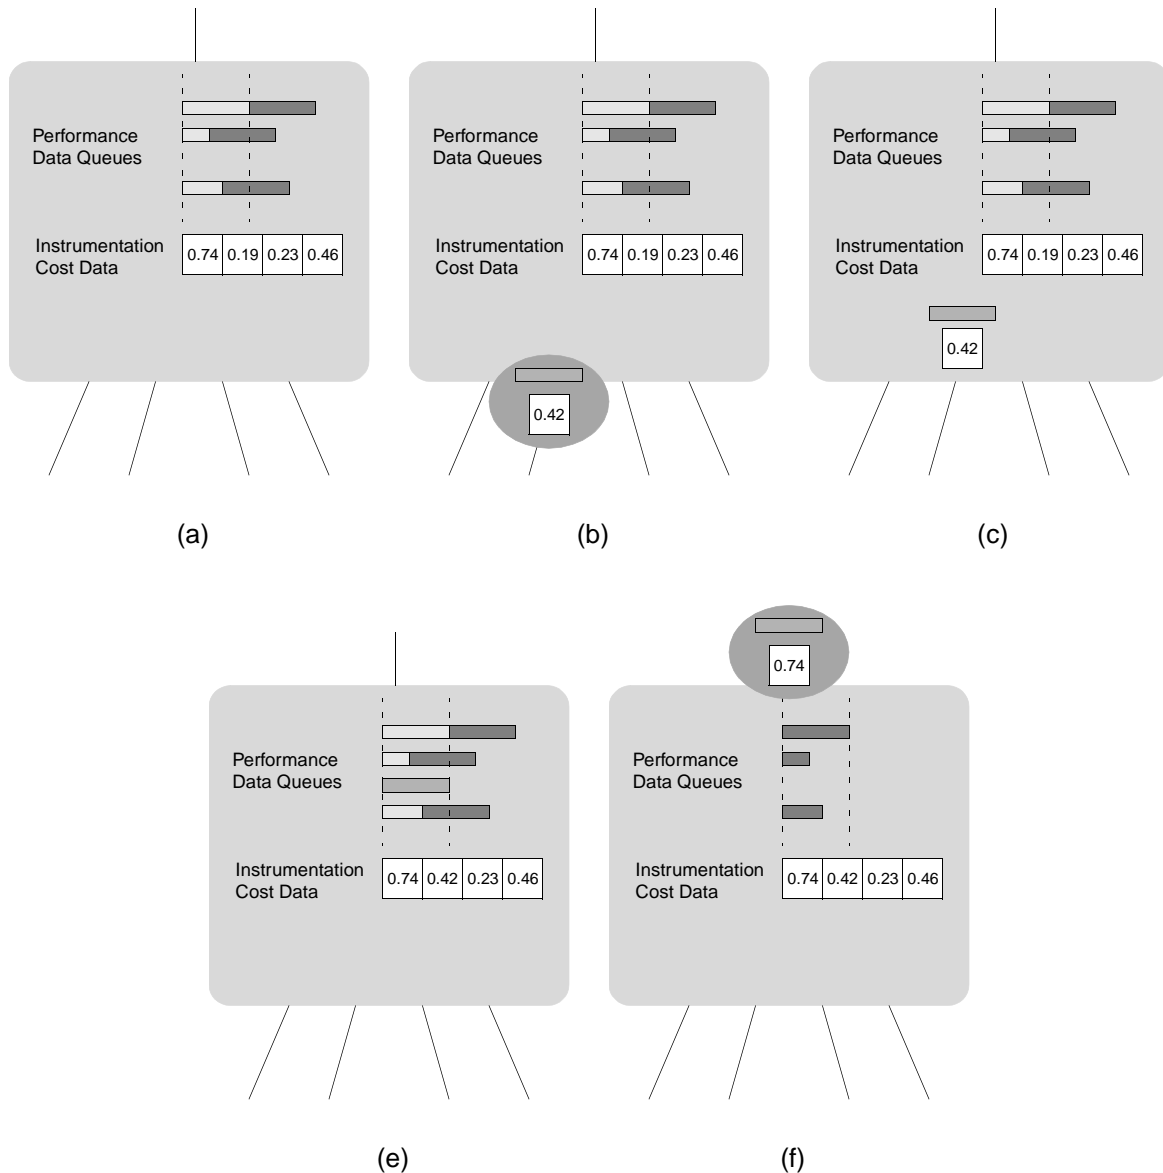 Performance
Data Queues
Instrumentation
Cost Data
0.74 0.19 0.23 0.46
(a)
Performance
Data Queues
Instrumentation
Cost Data
0.74 0.19 0.23 0.46
0.42
(b)
Performance
Data Queues
Instrumentation
Cost Data
0.74 0.19 0.23 0.46
0.42
(c)
Performance
Data Queues
Instrumentation
Cost Data
0.74 0.42 0.23 0.46
(e)
0.74
Performance
Data Queues
Instrumentation
Cost Data
0.74 0.42 0.23 0.46
(f)